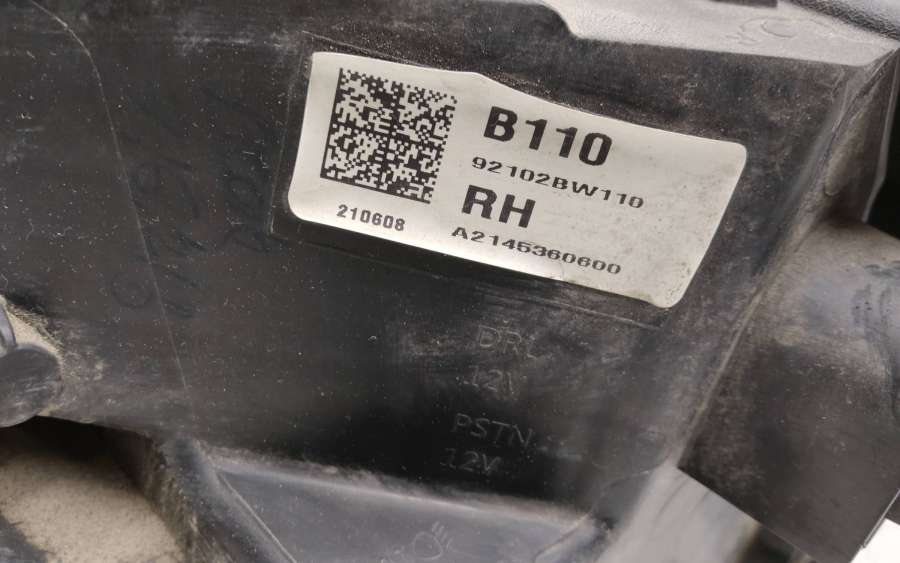 B110
92102BW110
RH
210608
A2145360600
DRL
12V
PSTN
12V